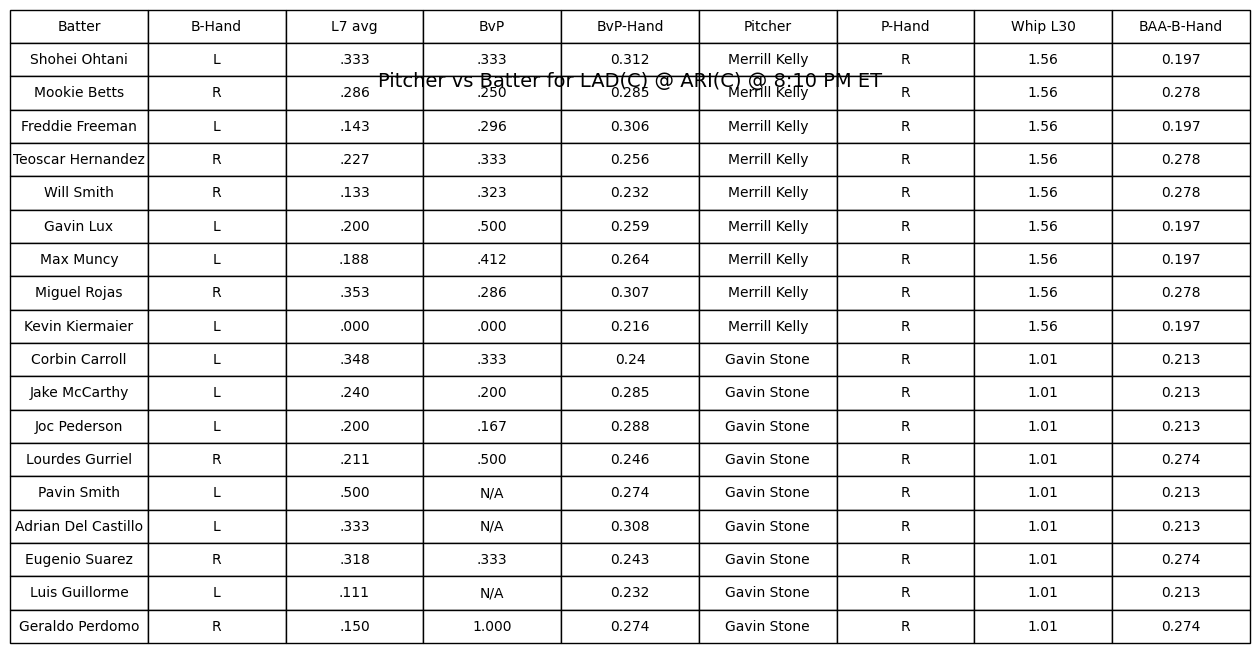 Batter B-Hand L7 avg BvP BvP-Hand Pitcher P-Hand Whip L30 BAA-B-Hand
Shohei Ohtani L .333 .333 0.312 Merrill Kelly R 1.56 0.197
Pitcher vs Batter for LAD(C) @ ARI(C) @ 8:10 PM ET
Mookie Betts R .286 .250 0.285 Merrill Kelly R 1.56 0.278
Freddie Freeman L .143 .296 0.306 Merrill Kelly R 1.56 0.197
Teoscar Hernandez R .227 .333 0.256 Merrill Kelly R 1.56 0.278
Will Smith R .133 .323 0.232 Merrill Kelly R 1.56 0.278
Gavin Lux L .200 .500 0.259 Merrill Kelly R 1.56 0.197
Max Muncy L .188 .412 0.264 Merrill Kelly R 1.56 0.197
Miguel Rojas R .353 .286 0.307 Merrill Kelly R 1.56 0.278
Kevin Kiermaier L .000 .000 0.216 Merrill Kelly R 1.56 0.197
Corbin Carroll L .348 .333 0.24 Gavin Stone R 1.01 0.213
Jake McCarthy L .240 .200 0.285 Gavin Stone R 1.01 0.213
Joc Pederson L .200 .167 0.288 Gavin Stone R 1.01 0.213
Lourdes Gurriel R .211 .500 0.246 Gavin Stone R 1.01 0.274
Pavin Smith L .500 N/A 0.274 Gavin Stone R 1.01 0.213
Adrian Del Castillo L .333 N/A 0.308 Gavin Stone R 1.01 0.213
Eugenio Suarez R .318 .333 0.243 Gavin Stone R 1.01 0.274
Luis Guillorme L .111 N/A 0.232 Gavin Stone R 1.01 0.213
Geraldo Perdomo R .150 1.000 0.274 Gavin Stone R 1.01 0.274